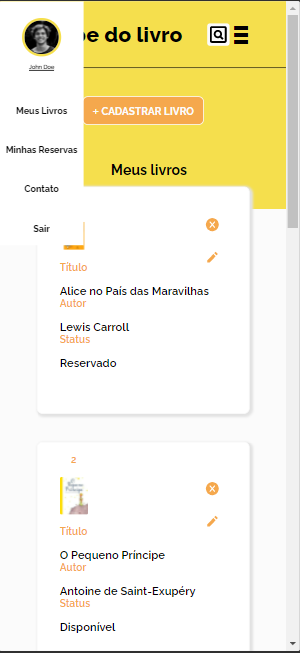 pe do livro
John Doe
Meus Livros
Minhas Reservas
Contato
Sair
+ CADASTRAR LIVRO
Meus livros
Título
Alice no País das Maravilhas
Autor
Lewis Carroll
Status
Reservado
2
Título
O Pequeno Príncipe
Autor
Antoine de Saint-Exupéry
Status
Disponível